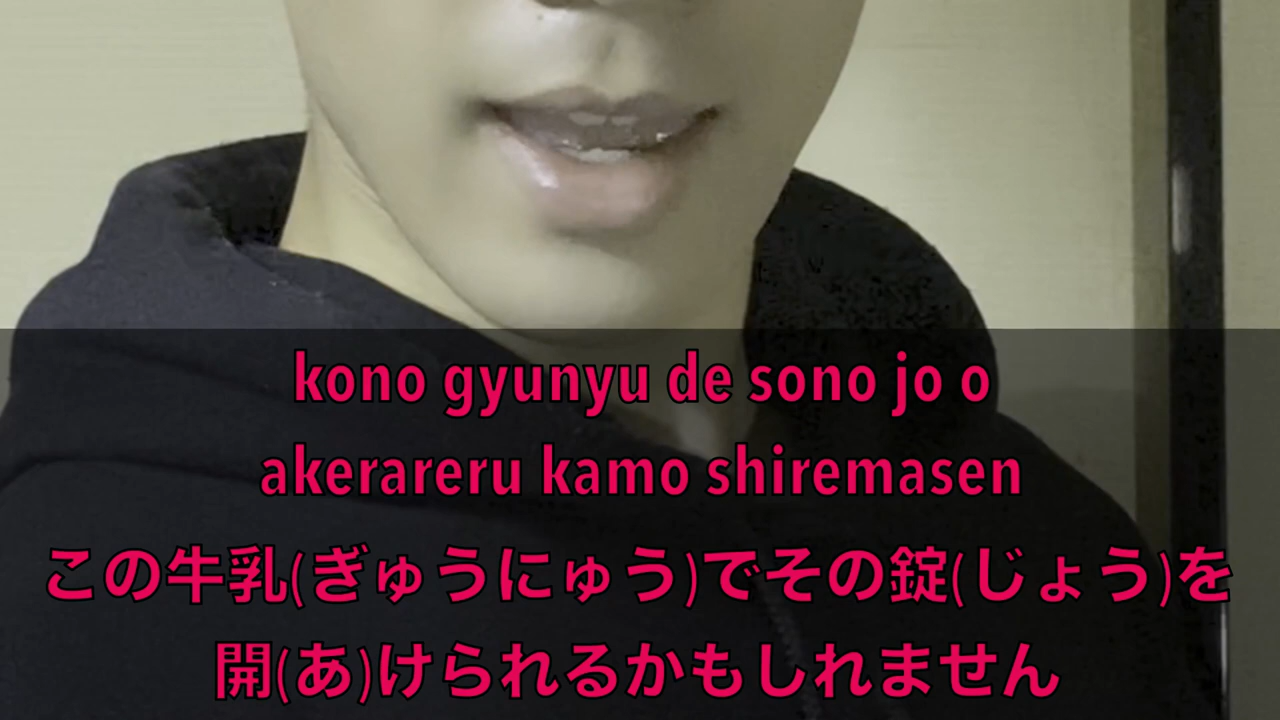 kono gyunyu de sono jo o
akerareru kamo shiremasen
この牛乳(ぎゅうにゅう)でその錠(じょう)を
開(あ)けられるかもしれません